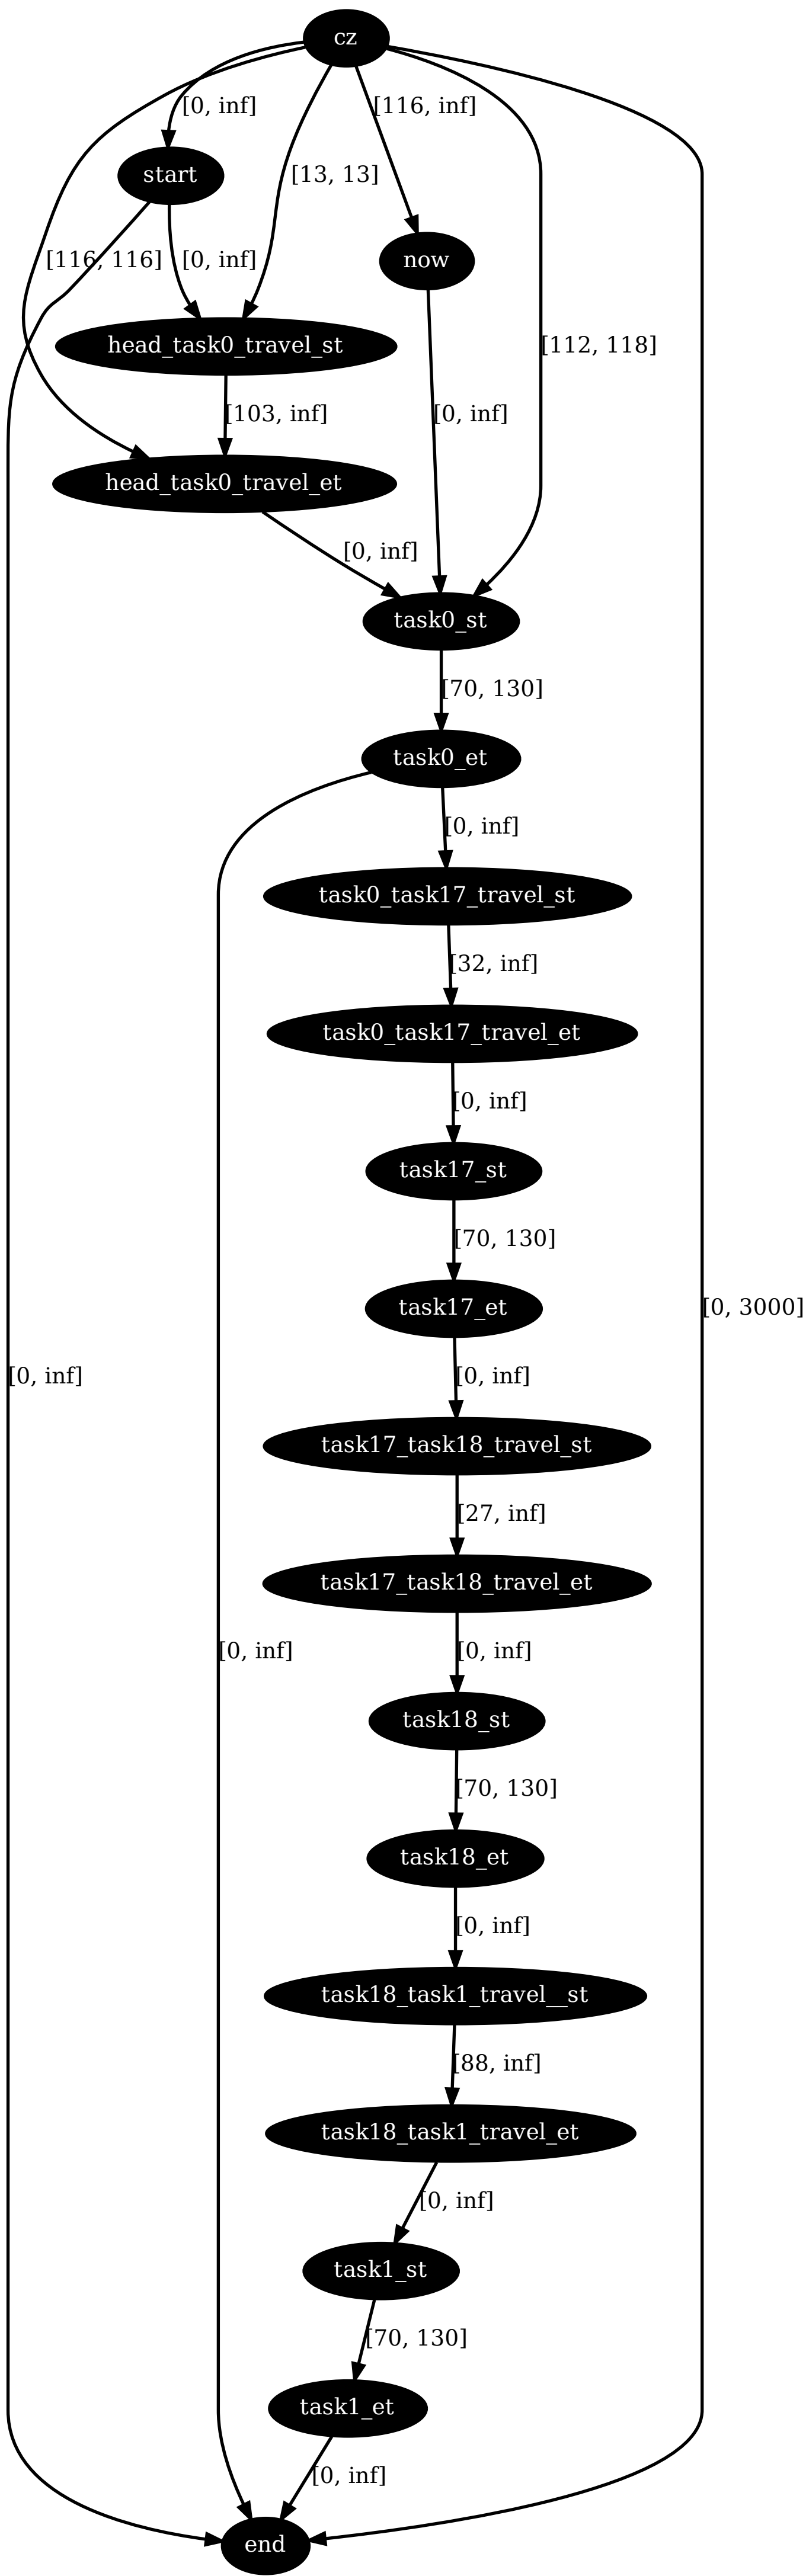 cz
[0, inf]
[116, inf]
start
[13, 13]
now
[116, 116]
[0, inf]
head_task0_travel_st
[112, 118]
[103, inf]
[0, inf]
head_task0_travel_et
[0, inf]
task0_st
[70, 130]
task0_et
[0, inf]
task0_task17_travel_st
[32, inf]
task0_task17_travel_et
[0, inf]
task17_st
[70, 130]
task17_et
[0, 3000]
[0, inf]
[0, inf]
task17_task18_travel_st
[27, inf]
task17_task18_travel_et
[0, inf]
[0, inf]
task18_st
[70, 130]
task18_et
[0, inf]
task18_task1_travel__st
[88, inf]
task18_task1_travel_et
[0, inf]
task1_st
[70, 130]
task1_et
[0, inf]
end